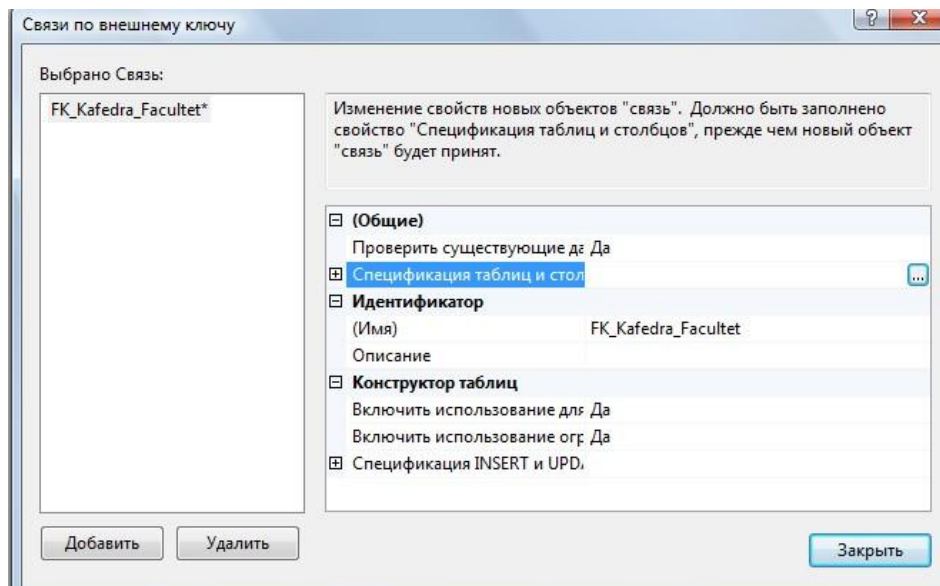 Связи по внешнему ключу
Выбрано Связь:
FK_Kafedra_Facultet*
Изменение свойств новых объектов "связь". Должно быть заполнено
свойство "Спецификация таблиц и столбцов", прежде чем новый объект
"связь" будет принят.
(Общие)
Проверить существующие да Да
Спецификация таблиц и стол ...
Идентификатор
(Имя) FK_Kafedra_Facultet
Описание
Конструктор таблиц
Включить использование для Да
Включить использование огр Да
Спецификация INSERT и UPD
Добавить Удалить
Закрыть